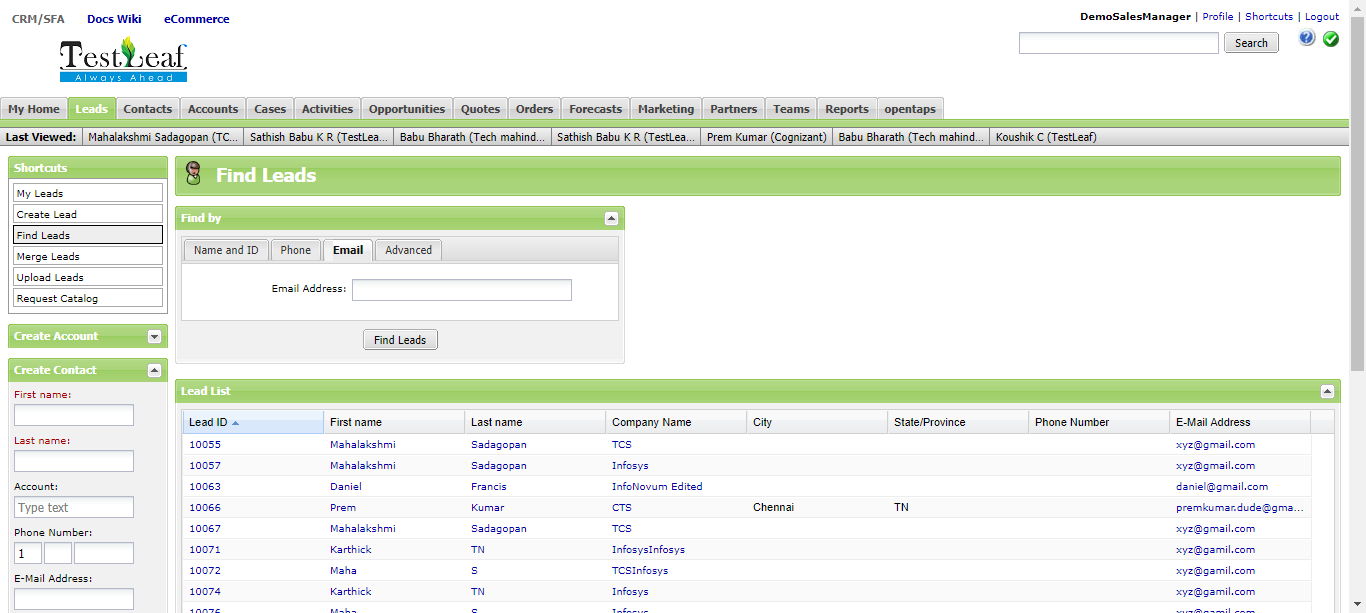 CRM/SFA Docs Wiki eCommerce
DemoSalesManager | Profile | Shortcuts | Logout
TestLeaf
Always Ahead
Search
My Home Leads Contacts Accounts Cases Activities Opportunities Quotes Orders Forecasts Marketing Partners Teams Reports opentaps
Last Viewed: Mahalakshmi Sadagopan (TC... Sathish Babu K R (TestLea... Babu Bharath (Tech mahind... Sathish Babu K R (TestLea... Prem Kumar (Cognizant) Babu Bharath (Tech mahind... Koushik C (TestLeaf)
Shortcuts
My Leads
Create Lead
Find Leads
Merge Leads
Upload Leads
Request Catalog
Create Account
Create Contact
First name:
Last name:
Account:
Type text
Phone Number:
1
E-Mail Address:
Find Leads
Find by
Name and ID Phone Email Advanced
Email Address:
Find Leads
Lead List
Lead ID First name Last name Company Name City State/Province Phone Number E-Mail Address
10055 Mahalakshmi Sadagopan TCS xyz@gmail.com
10057 Mahalakshmi Sadagopan Infosys xyz@gmail.com
10063 Daniel Francis InfoNovum Edited daniel@gmail.com
10066 Prem Kumar CTS Chennai TN premkumar.dude@gma...
10067 Mahalakshmi Sadagopan TCS xyz@gmail.com
10071 Karthick TN InfosysInfosys xyz@gamil.com
10072 Maha S TCSInfosys xyz@gamil.com
10074 Karthick TN Infosys xyz@gamil.com
10076 Maha S Infosys xyz@gamil.com